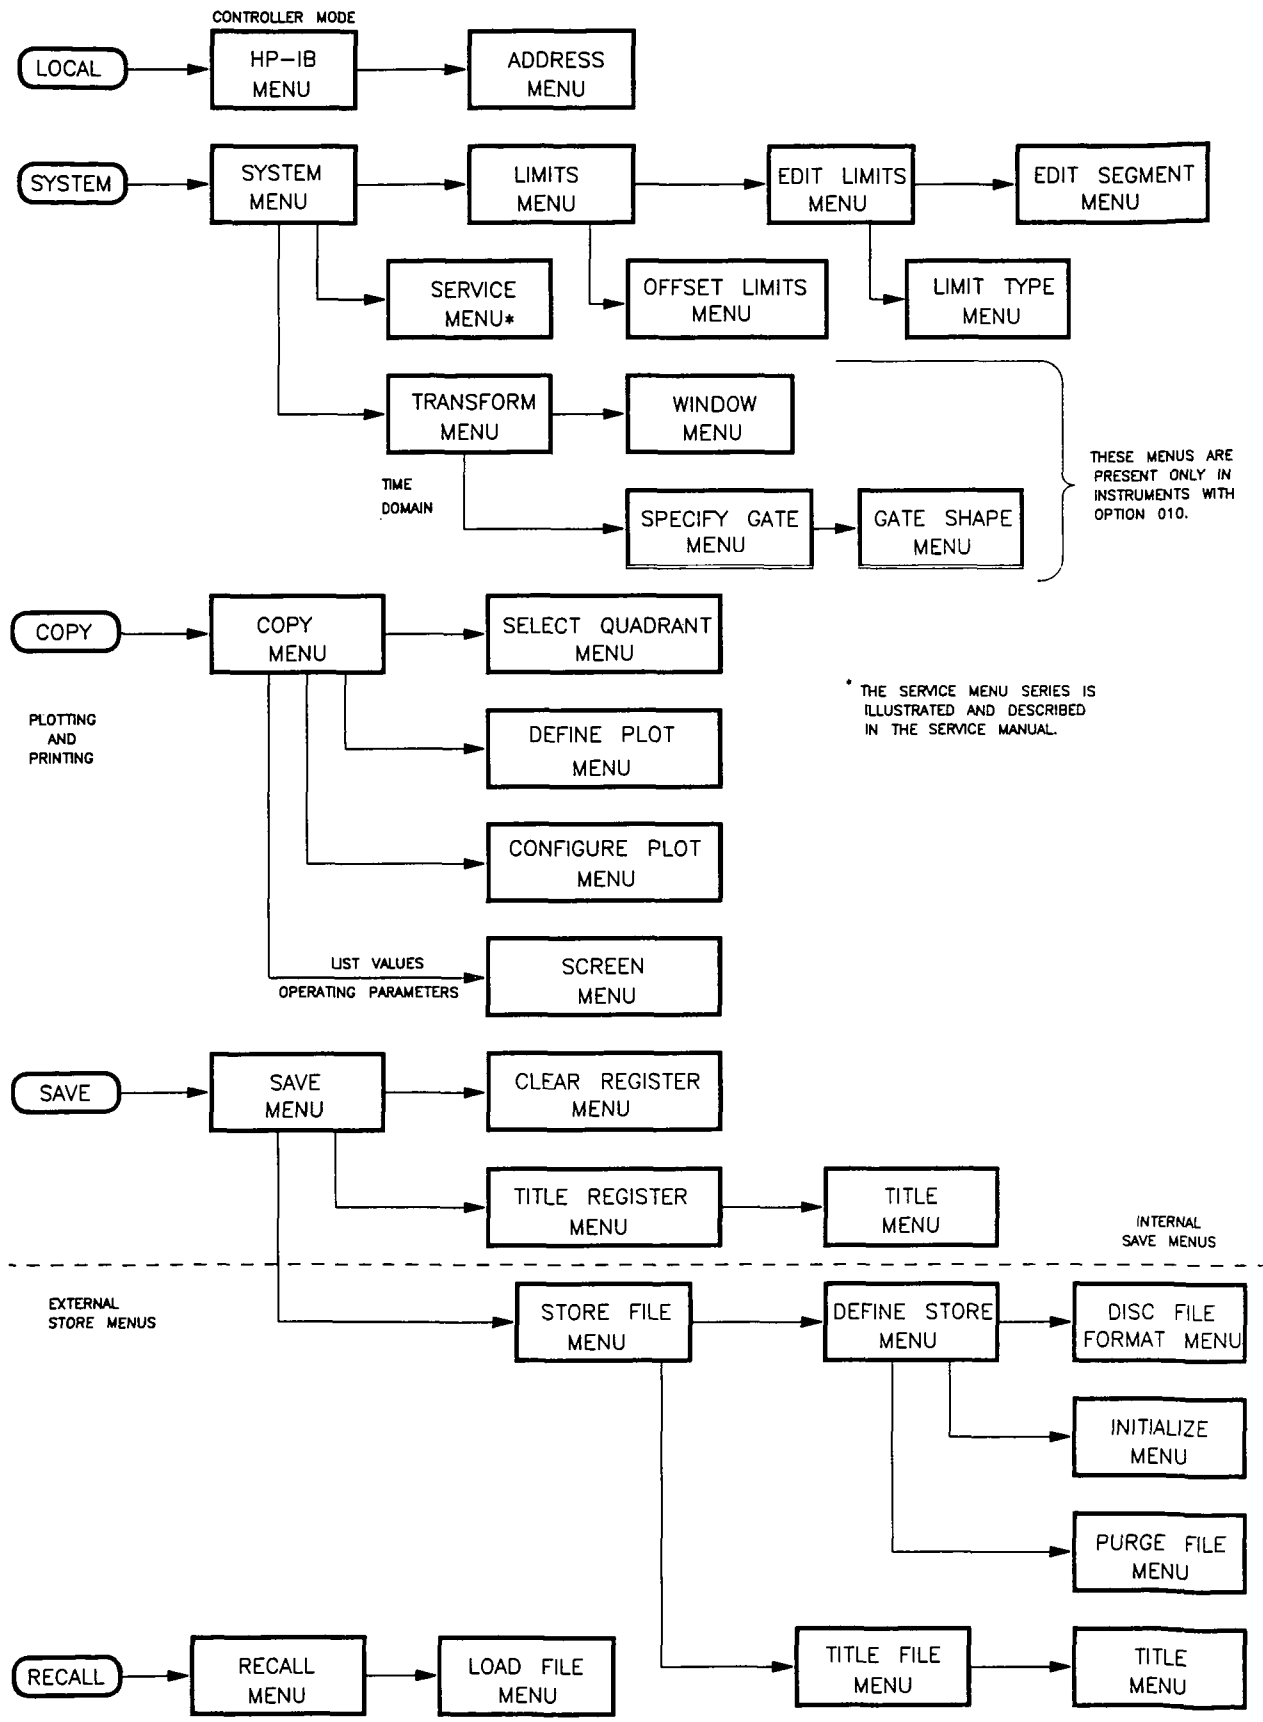 CONTROLLER MODE
LOCAL
HP-IB
MENU
ADDRESS
MENU
SYSTEM
SYSTEM
MENU
LIMITS
MENU
EDIT LIMITS
MENU
EDIT SEGMENT
MENU
SERVICE
MENU*
OFFSET LIMITS
MENU
LIMIT TYPE
MENU
TRANSFORM
MENU
WINDOW
MENU
TIME
DOMAIN
SPECIFY GATE
MENU
GATE SHAPE
MENU
THESE MENUS ARE
PRESENT ONLY IN
INSTRUMENTS WITH
OPTION 010.
COPY
COPY
MENU
SELECT QUADRANT
MENU
PLOTTING
AND
PRINTING
DEFINE PLOT
MENU
* THE SERVICE MENU SERIES IS
ILLUSTRATED AND DESCRIBED
IN THE SERVICE MANUAL.
CONFIGURE PLOT
MENU
LIST VALUES
OPERATING PARAMETERS
SCREEN
MENU
SAVE
SAVE
MENU
CLEAR REGISTER
MENU
TITLE REGISTER
MENU
TITLE
MENU
INTERNAL
SAVE MENUS
EXTERNAL
STORE MENUS
STORE FILE
MENU
DEFINE STORE
MENU
DISC FILE
FORMAT MENU
INITIALIZE
MENU
PURGE FILE
MENU
RECALL
RECALL
MENU
LOAD FILE
MENU
TITLE FILE
MENU
TITLE
MENU